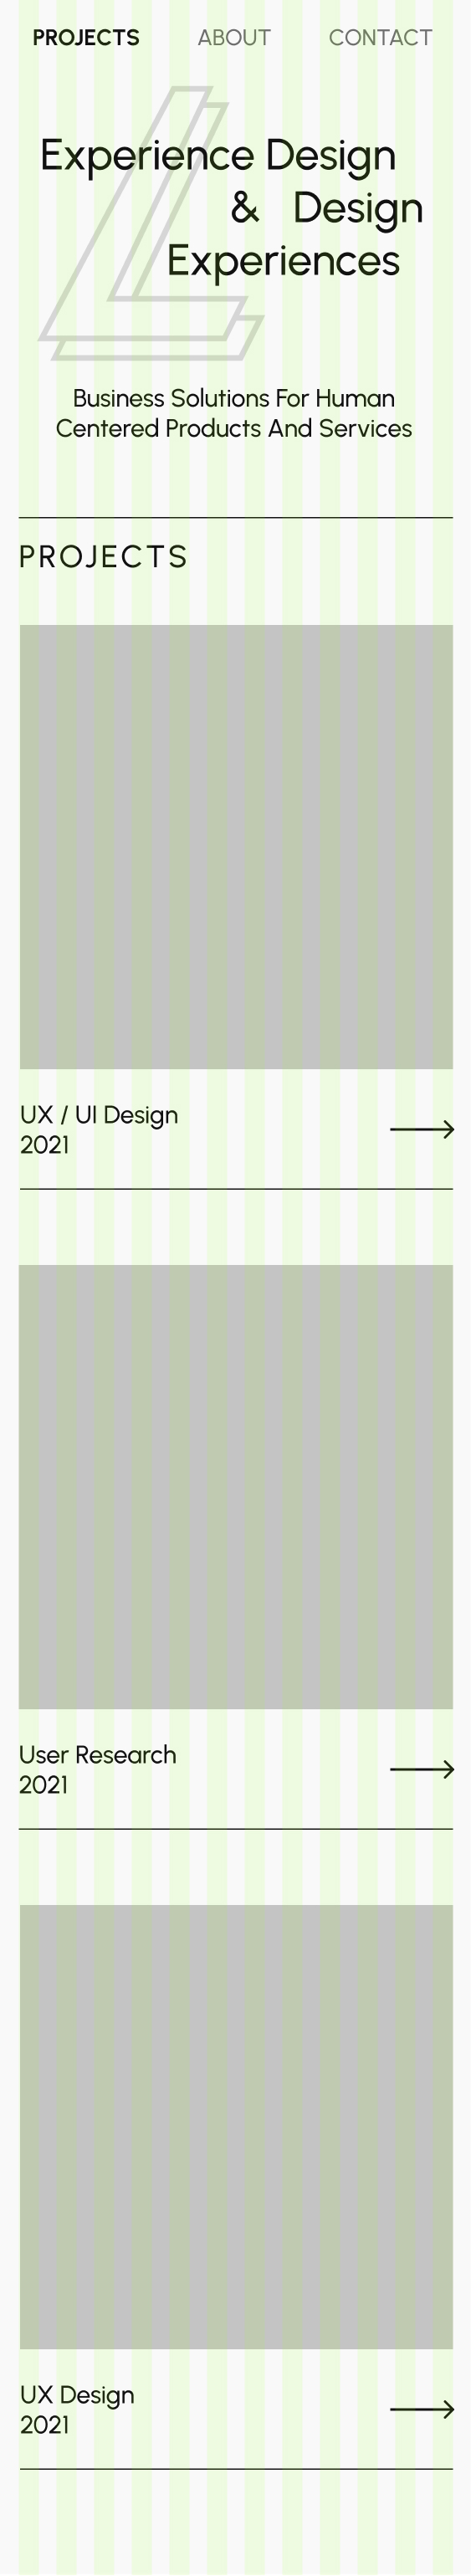 PROJECTS ABOUT CONTACT
L
Experience Design
& Design
Experiences
Business Solutions For Human
Centered Products And Services
PROJECTS
UX / UI Design
2021
User Research
2021
UX Design
2021